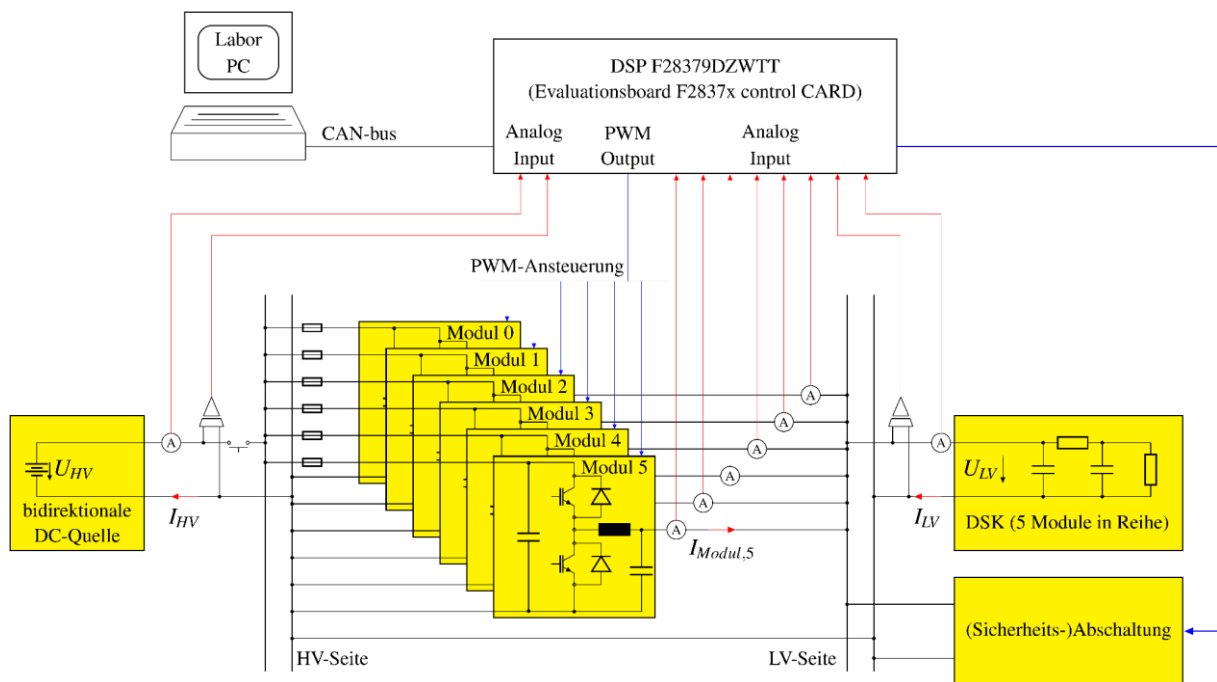 Labor
PC
DSP F28379DZWTT
(Evaluationsboard F2837x control CARD)
CAN-bus
Analog
Input
PWM
Output
Analog
Input
PWM-Ansteuerung
Modul 0
Modul 1
Modul 2
Modul 3
Modul 4
Modul 5
A
A
A
A
A
A
A
A
U_HV
bidirektionale
DC-Quelle
I_HV
I_Modul,5
U_LV
I_LV
DSK (5 Module in Reihe)
(Sicherheits-)Abschaltung
HV-Seite
LV-Seite